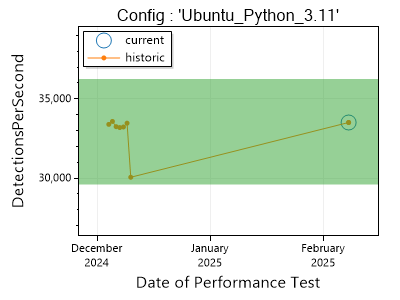 Config : 'Ubuntu_Python_3.11'
current
historic
DetectionsPerSecond
35,000
30,000
December
2024
January
2025
February
2025
Date of Performance Test